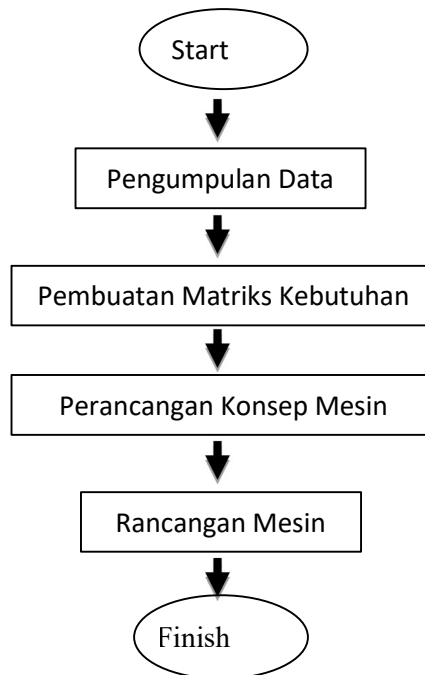 Start
Pengumpulan Data
Pembuatan Matriks Kebutuhan
Perancangan Konsep Mesin
Rancangan Mesin
Finish